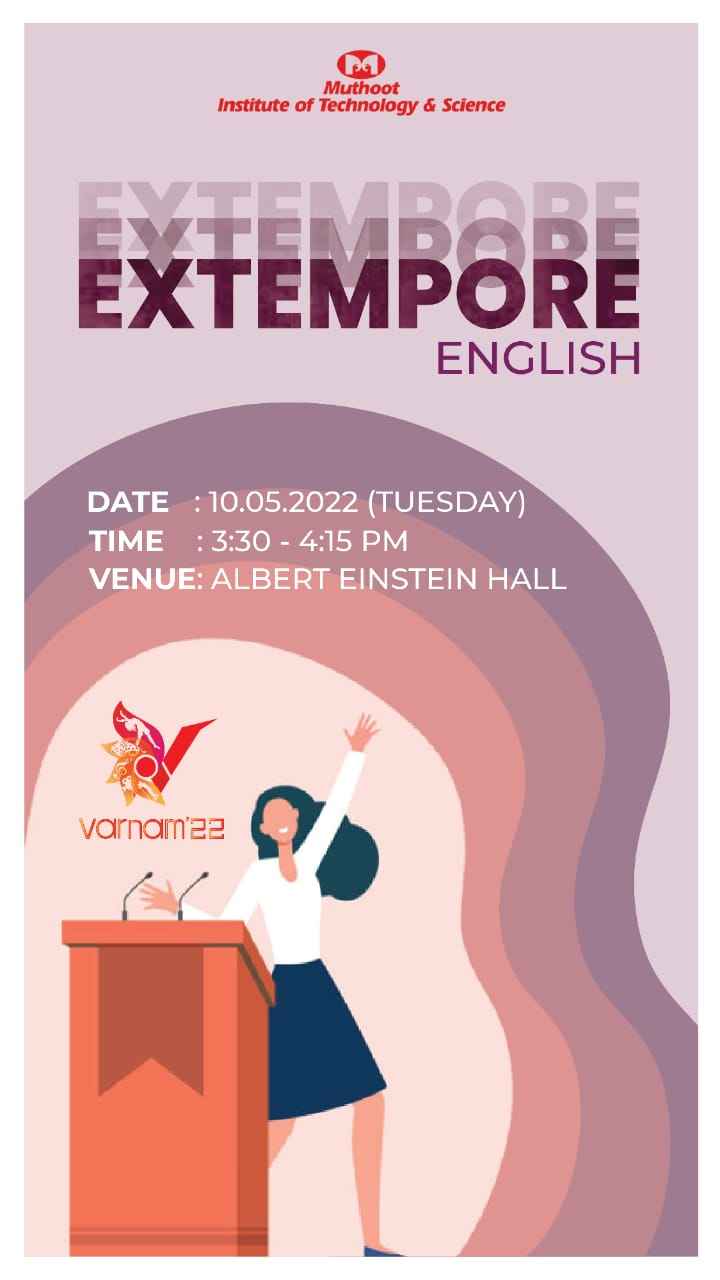 Muthoot
Institute of Technology & Science
EXTEMPORE
EXTEMPORE
EXTEMPORE
ENGLISH
DATE : 10.05.2022 (TUESDAY)
TIME : 3:30 - 4:15 PM
VENUE: ALBERT EINSTEIN HALL
varnam'22